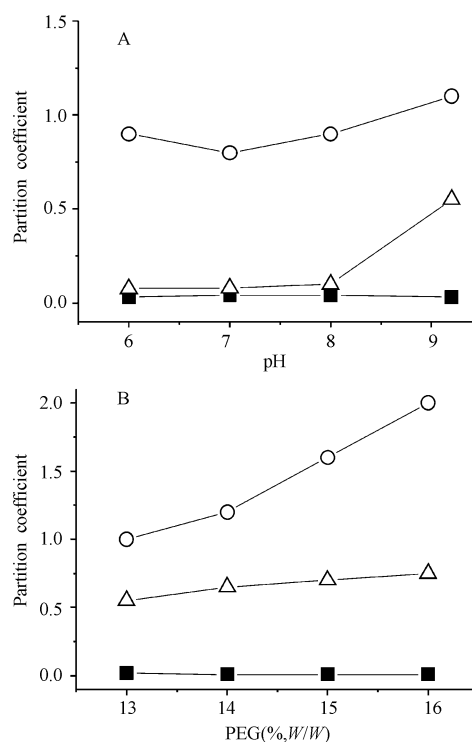 A
1.5
1.0
0.5
0.0
Partition coefficient
6 7 8 9
pH
B
2.0
1.5
1.0
0.5
0.0
Partition coefficient
13 14 15 16
PEG(%,W/W)